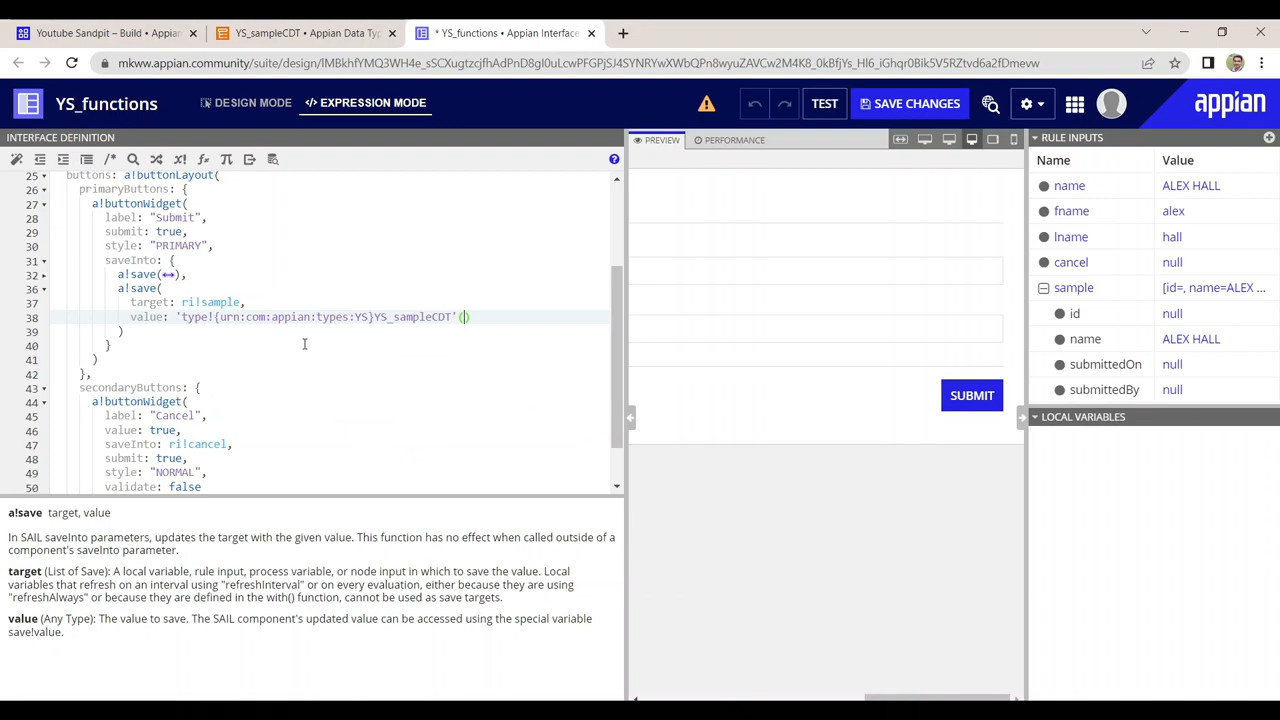 Youtube Sandpit – Build • Appian
YS_sampleCDT • Appian Data Ty
* YS_functions • Appian Interface
mkww.appian.community/suite/design/lMBkhfYMQ3WH4e_sSCXugtzcjfhAdPnD8gI0uLcwPFGPjSJ4SYNRYwXWbQPn8wyuZAVCw2M4K8_0kBfjYs_HI6_iGhqr0Bik5V5RZtvd6a2fDmevw
YS_functions
DESIGN MODE
</> EXPRESSION MODE
TEST
SAVE CHANGES
appian
INTERFACE DEFINITION
PREVIEW
PERFORMANCE
RULE INPUTS
Name Value
name ALEX HALL
fname alex
lname hall
cancel null
sample [id=, name=ALEX ...
id null
name ALEX HALL
submittedOn null
submittedBy null
LOCAL VARIABLES
25 buttons: a!buttonLayout(
26 primaryButtons: {
27 a!buttonWidget(
28 label: "Submit",
29 submit: true,
30 style: "PRIMARY",
31 saveInto: {
32 a!save(↔),
36 a!save(
37 target: ri!sample,
38 value: 'type!{urn:com:appian:types:YS}YS_sampleCDT'()
39 )
40 }
41 )
42 },
43 secondaryButtons: {
44 a!buttonWidget(
45 label: "Cancel",
46 value: true,
47 saveInto: ri!cancel,
48 submit: true,
49 style: "NORMAL",
50 validate: false
SUBMIT
a!save target, value
In SAIL saveInto parameters, updates the target with the given value. This function has no effect when called outside of a
component's saveInto parameter.
target (List of Save): A local variable, rule input, process variable, or node input in which to save the value. Local
variables that refresh on an interval using "refreshInterval" or on every evaluation, either because they are using
"refreshAlways" or because they are defined in the with() function, cannot be used as save targets.
value (Any Type): The value to save. The SAIL component's updated value can be accessed using the special variable
save!value.